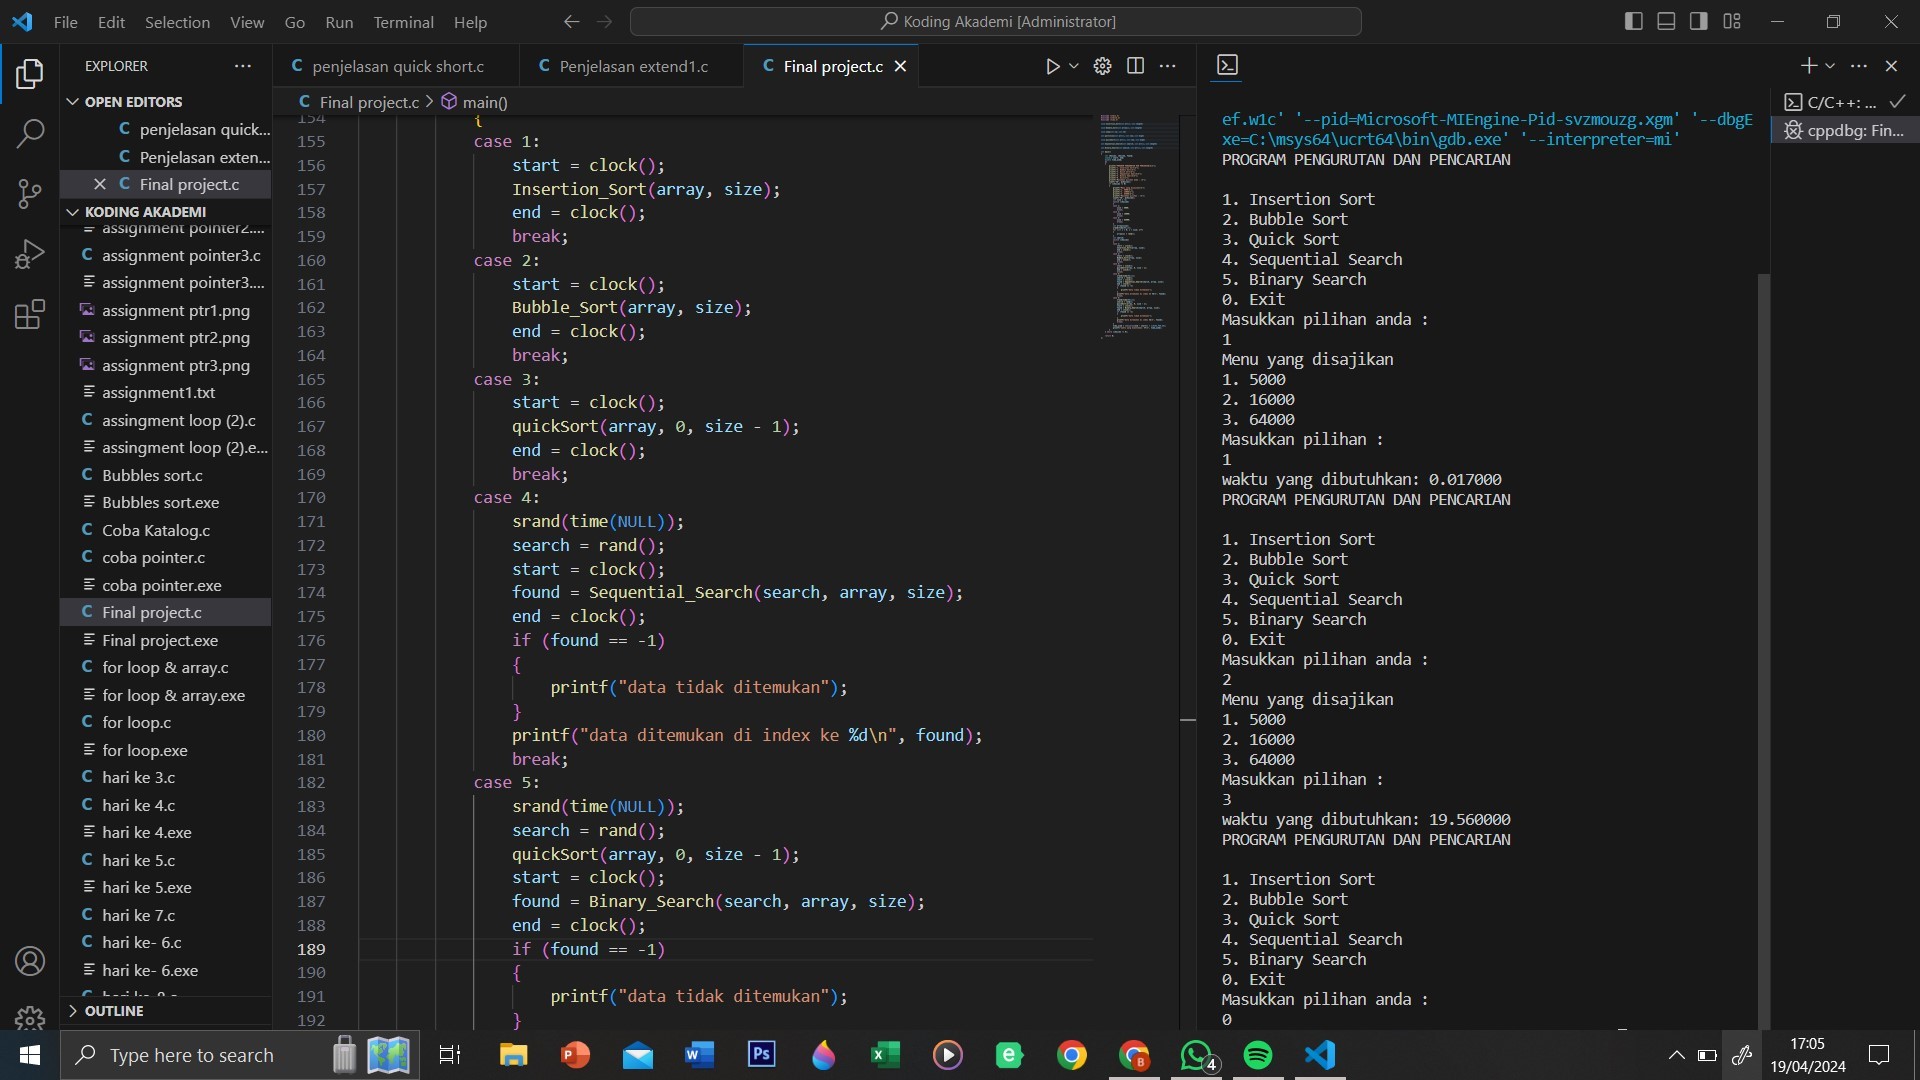 File Edit Selection View Go Run Terminal Help
Koding Akademi [Administrator]
EXPLORER
OPEN EDITORS
penjelasan quick...
Penjelasan exten...
Final project.c
KODING AKADEMI
assignment pointer2....
assignment pointer3.c
assignment pointer3....
assignment ptr1.png
assignment ptr2.png
assignment ptr3.png
assignment1.txt
assingment loop (2).c
assingment loop (2).e...
Bubbles sort.c
Bubbles sort.exe
Coba Katalog.c
coba pointer.c
coba pointer.exe
Final project.c
Final project.exe
for loop & array.c
for loop & array.exe
for loop.c
for loop.exe
hari ke 3.c
hari ke 4.c
hari ke 4.exe
hari ke 5.c
hari ke 5.exe
hari ke 7.c
hari ke- 6.c
hari ke- 6.exe
OUTLINE
penjelasan quick short.c
Penjelasan extend1.c
Final project.c
Final project.c > main()
154 {
155 case 1:
156 start = clock();
157 Insertion_Sort(array, size);
158 end = clock();
159 break;
160 case 2:
161 start = clock();
162 Bubble_Sort(array, size);
163 end = clock();
164 break;
165 case 3:
166 start = clock();
167 quickSort(array, 0, size - 1);
168 end = clock();
169 break;
170 case 4:
171 srand(time(NULL));
172 search = rand();
173 start = clock();
174 found = Sequential_Search(search, array, size);
175 end = clock();
176 if (found == -1)
177 {
178 printf("data tidak ditemukan");
179 }
180 printf("data ditemukan di index ke %d\n", found);
181 break;
182 case 5:
183 srand(time(NULL));
184 search = rand();
185 quickSort(array, 0, size - 1);
186 start = clock();
187 found = Binary_Search(search, array, size);
188 end = clock();
189 if (found == -1)
190 {
191 printf("data tidak ditemukan");
192 }
ef.w1c' '--pid=Microsoft-MIEngine-Pid-svzmouzg.xgm' '--dbgE
xe=C:\msys64\ucrt64\bin\gdb.exe' '--interpreter=mi'
PROGRAM PENGURUTAN DAN PENCARIAN
1. Insertion Sort
2. Bubble Sort
3. Quick Sort
4. Sequential Search
5. Binary Search
0. Exit
Masukkan pilihan anda :
1
Menu yang disajikan
1. 5000
2. 16000
3. 64000
Masukkan pilihan :
1
waktu yang dibutuhkan: 0.017000
PROGRAM PENGURUTAN DAN PENCARIAN
1. Insertion Sort
2. Bubble Sort
3. Quick Sort
4. Sequential Search
5. Binary Search
0. Exit
Masukkan pilihan anda :
2
Menu yang disajikan
1. 5000
2. 16000
3. 64000
Masukkan pilihan :
3
waktu yang dibutuhkan: 19.560000
PROGRAM PENGURUTAN DAN PENCARIAN
1. Insertion Sort
2. Bubble Sort
3. Quick Sort
4. Sequential Search
5. Binary Search
0. Exit
Masukkan pilihan anda :
0
C/C++: ...
cppdbg: Fin...
Type here to search
4
17:05
19/04/2024